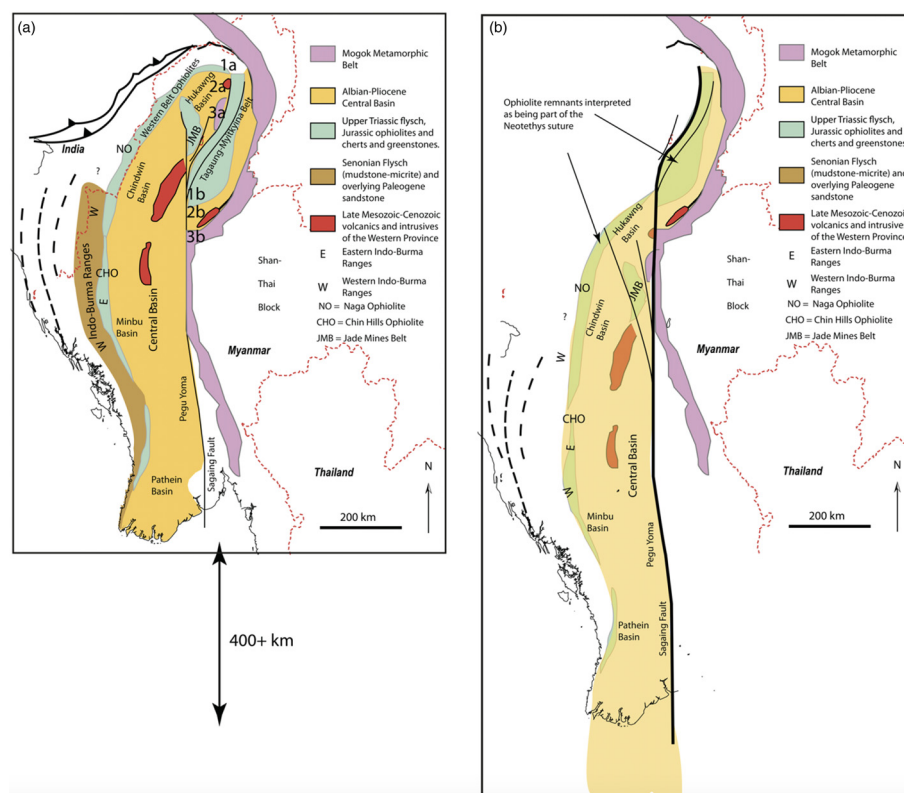 (a)
1a
2a
3a
1b
2b
3b
Western Belt Ophiolites
Hukawng
Basin
JMB
Tagaung-Myitkyina Belt
India
NO
?
Chindwin
Basin
W
Indo-Burma Ranges
CHO
E
W
Minbu
Basin
Central Basin
Pegu Yoma
Sagaing Fault
Pathein
Basin
Shan-
Thai
Block
Myanmar
Thailand
Mogok Metamorphic
Belt
Albian-Pliocene
Central Basin
Upper Triassic flysch,
Jurassic ophiolites and
cherts and greenstones.
Senonian Flysch
(mudstone-micrite) and
overlying Paleogene
sandstone
Late Mesozoic-Cenozoic
volcanics and intrusives
of the Western Province
E Eastern Indo-Burma
Ranges
W Western Indo-Burma
Ranges
NO = Naga Ophiolite
CHO = Chin Hills Ophiolite
JMB = Jade Mines Belt
N
200 km
400+ km
(b)
Ophiolite remnants interpreted
as being part of the
Neotethys suture
Hukawng
Basin
NO
JMB
?
Chindwin
Basin
W
CHO
E
W
Central Basin
Minbu
Basin
Pegu Yoma
Pathein
Basin
Sagaing Fault
Shan-
Thai
Block
Myanmar
Thailand
Mogok Metamorphic
Belt
Albian-Pliocene
Central Basin
Upper Triassic flysch,
Jurassic ophiolites and
cherts and greenstones.
Senonian Flysch
(mudstone-micrite) and
overlying Paleogene
sandstone
Late Mesozoic-Cenozoic
volcanics and intrusives
of the Western Province
E Eastern Indo-Burma
Ranges
W Western Indo-Burma
Ranges
NO = Naga Ophiolite
CHO = Chin Hills Ophiolite
JMB = Jade Mines Belt
N
200 km